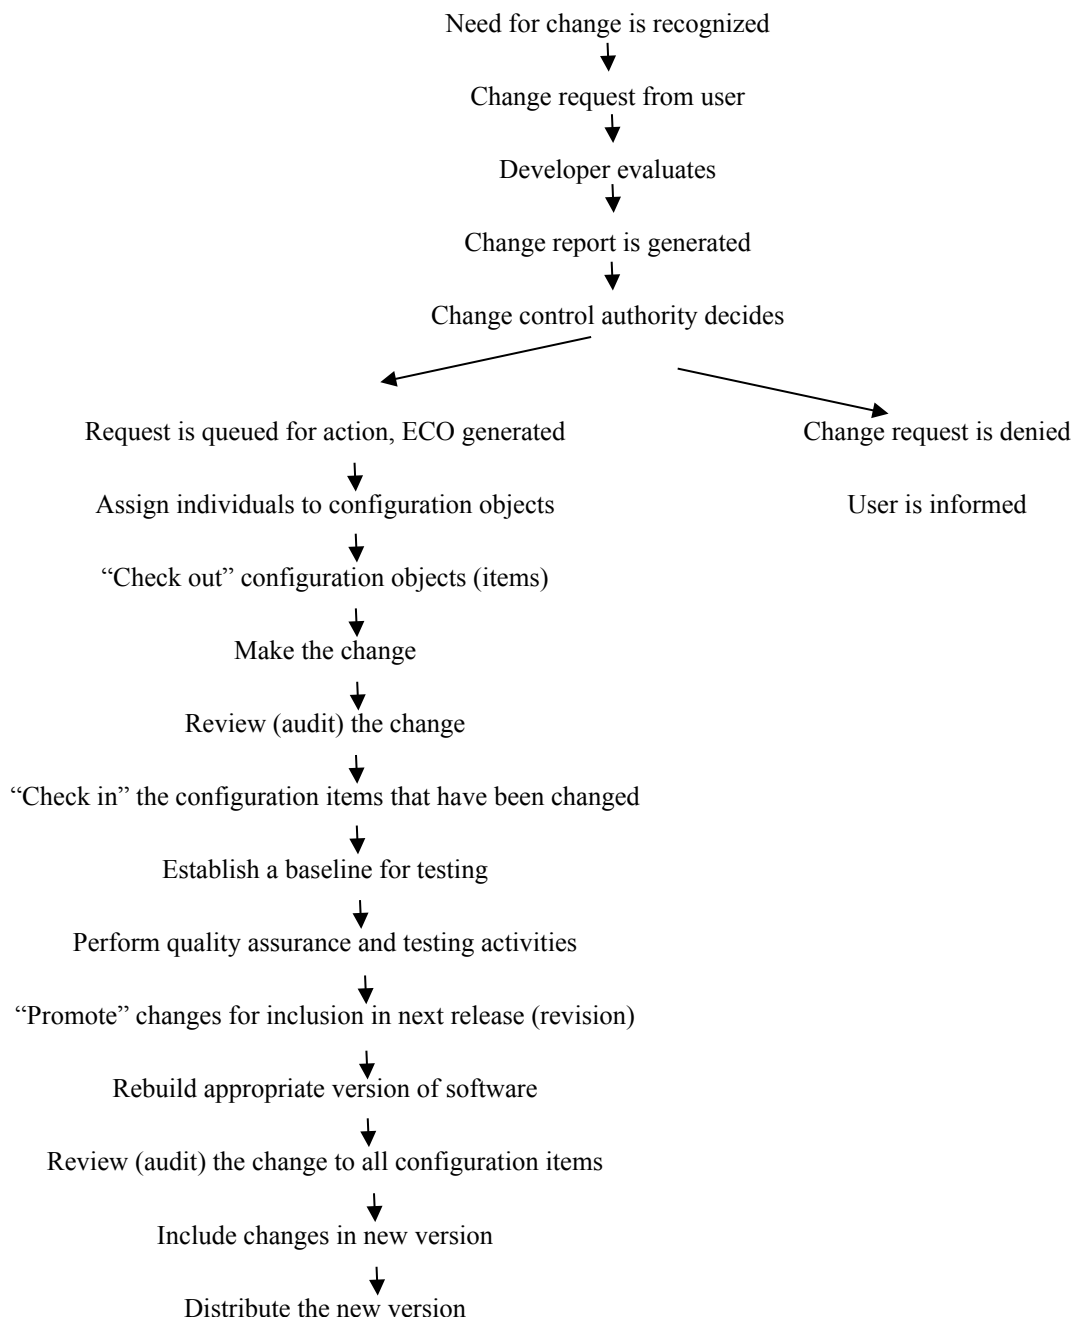 Need for change is recognized
Change request from user
Developer evaluates
Change report is generated
Change control authority decides
Request is queued for action, ECO generated
Change request is denied
Assign individuals to configuration objects
User is informed
“Check out” configuration objects (items)
Make the change
Review (audit) the change
“Check in” the configuration items that have been changed
Establish a baseline for testing
Perform quality assurance and testing activities
“Promote” changes for inclusion in next release (revision)
Rebuild appropriate version of software
Review (audit) the change to all configuration items
Include changes in new version
Distribute the new version